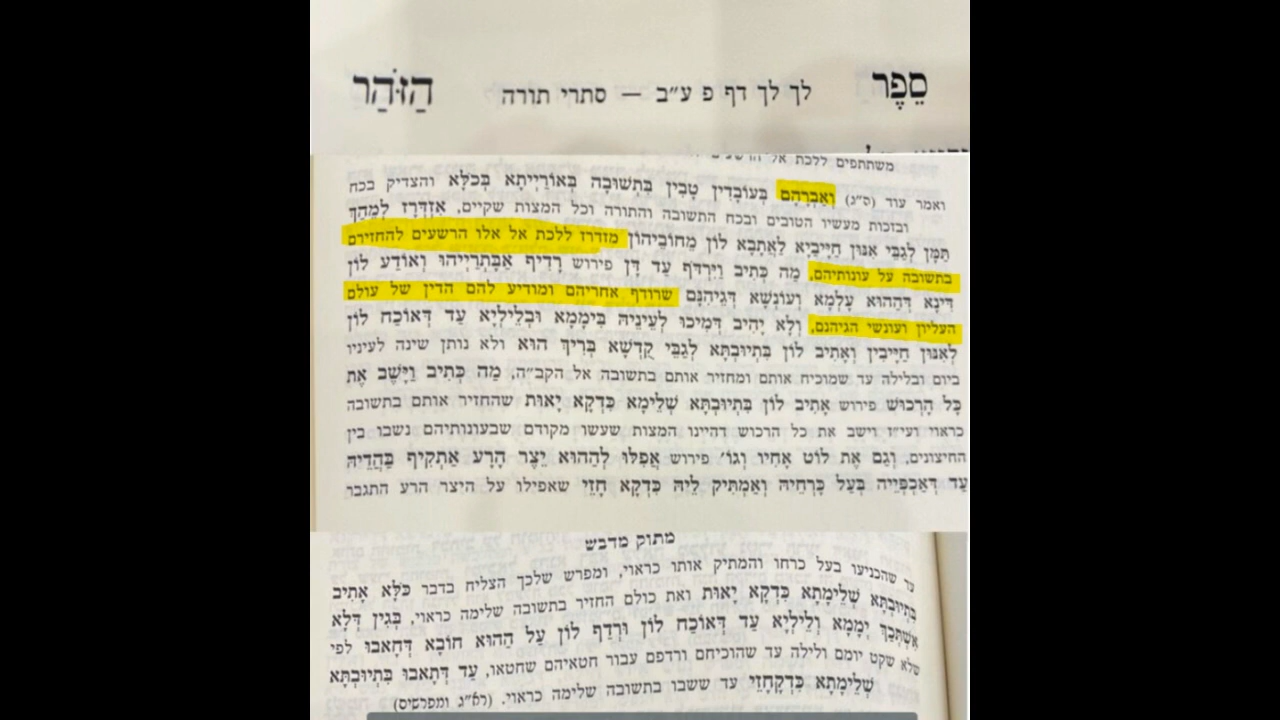 סֵפֶר לך לך דף פ ע״ב — סתרי תורה הַזֹּהַר
משתתפים ללכת אל
ואמר עוד (ס״ג) וְאַבְרָהָם בְּעוֹבָדִין טָבִין בִּתְשׁוּבָה בְּאוֹרַיְיתָא בְּכֹלָּא והצדיק בכח
ובזכות מעשיו הטובים ובכח התשובה והתורה וכל המצות שקיים, אִזְדְּרָז לְמֵהַךְ
תַּמָּן לְגַבֵּי אִנּוּן חַיָּיבַיָּא לְאָתָבָא לוֹן מֵחוֹבֵיהוֹן מזדרז ללכת אל אלו הרשעים להחזירם
בתשובה על עונותיהם, מַה כְּתִיב וַיִּרְדֹּף עַד דָּן פירוש רָדִיף אֲבַתְרַיְיהוּ וְאוֹדַע לוֹן
דִּינָא דְּהַהוּא עָלְמָא וְעוֹנְשָׁא דְּגֵיהִנָּם שרודף אחריהם ומודיע להם הדין של עולם
העליון ועונשי הגיהנם, וְלָא יָהִיב דְּמִיכוּ לְעֵינֵיהּ בִּימָמָא וּבְלֵילְיָא עַד דְּאוֹכַח לוֹן
לְאִנּוּן חַיָּיבִין וְאָתִיב לוֹן בְּתִיוּבְתָּא לְגַבֵּי קֻדְשָׁא בְּרִיךְ הוּא ולא נותן שינה לעיניו
ביום ובלילה עד שמוכיח אותם ומחזיר אותם בתשובה אל הקב״ה, מַה כְּתִיב וַיָּשֶׁב אֶת
כָּל הָרְכוּשׁ פירוש אָתִיב לוֹן בְּתִיוּבְתָּא שְׁלֵימָא כִּדְקָא יָאוּת שהחזיר אותם בתשובה
כראוי ועי״ז וישב את כל הרכוש דהיינו המצות שעשו מקודם שבעונותיהם נשבו בין
החיצונים, וְגַם אֶת לוֹט אָחִיו וְגוֹ׳ פירוש אֲפִלּוּ לְהַהוּא יֵצֶר הָרָע אִתְקִיף בַּהֲדֵיהּ
עַד דְּאַכְפְּיֵיהּ בְּעַל כָּרְחֵיהּ וְאַמְתִּיק לֵיהּ כִּדְקָא חָזֵי שאפילו על היצר הרע התגבר
מתוק מדבש
עד שהכניעו בעל כרחו והמתיק אותו כראוי, ומפרש שלכך הצליח בדבר כֹּלָּא אָתִיב
בְּתִיוּבְתָּא שְׁלֵימָתָא כִּדְקָא יָאוּת ואת כולם החזיר בתשובה שלימה כראוי, בְּגִין דְּלָא
אִשְׁתְּכַךְ יְמָמָא וְלֵילְיָא עַד דְּאוֹכַח לוֹן וְרָדַף לוֹן עַל הַהוּא חוֹבָא דְּחָאבוּ לפי
שלא שקט יומם ולילה עד שהוכיחם ורדפם עבור חטאיהם שחטאו, עַד דְּתָאבוּ בִּתְיוּבְתָּא
שְׁלֵימָתָא כִּדְקָחָזֵי עד ששבו בתשובה שלימה כראוי. (רא״ג ומפרשים)